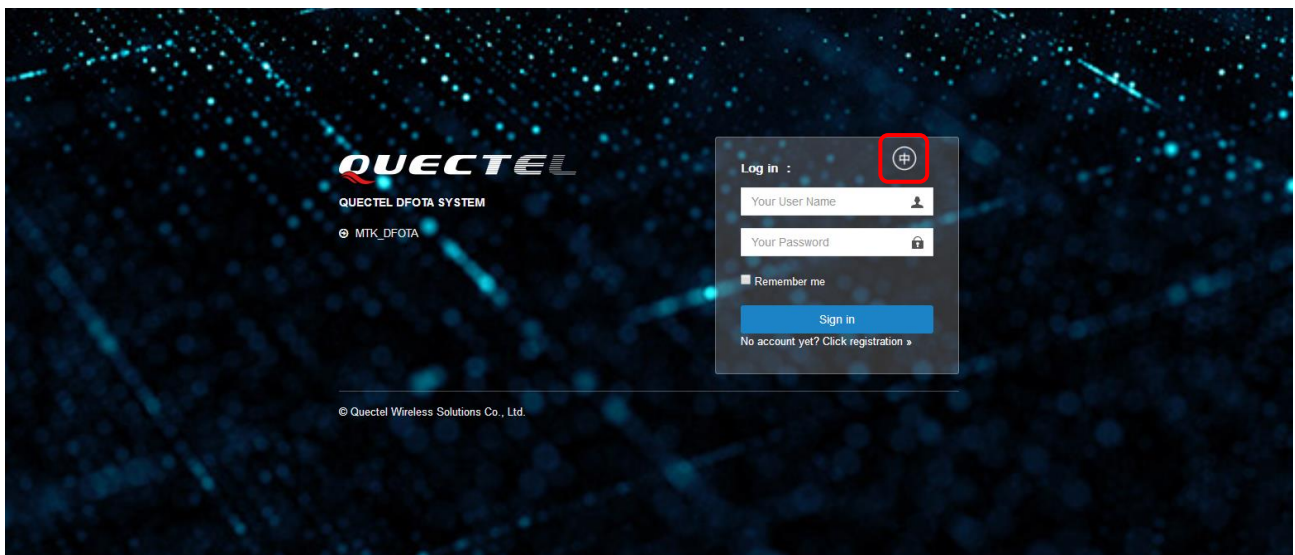 QUECTEL
QUECTEL DFOTA SYSTEM
MTK_DFOTA
Log in :
中
Your User Name
Your Password
Remember me
Sign in
No account yet? Click registration »
© Quectel Wireless Solutions Co., Ltd.